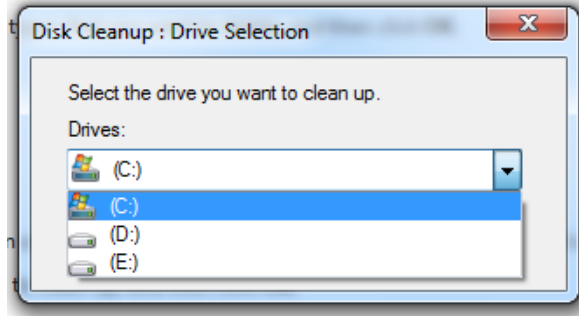 Disk Cleanup : Drive Selection
Select the drive you want to clean up.
Drives:
(C:)
(C:)
(D:)
(E:)